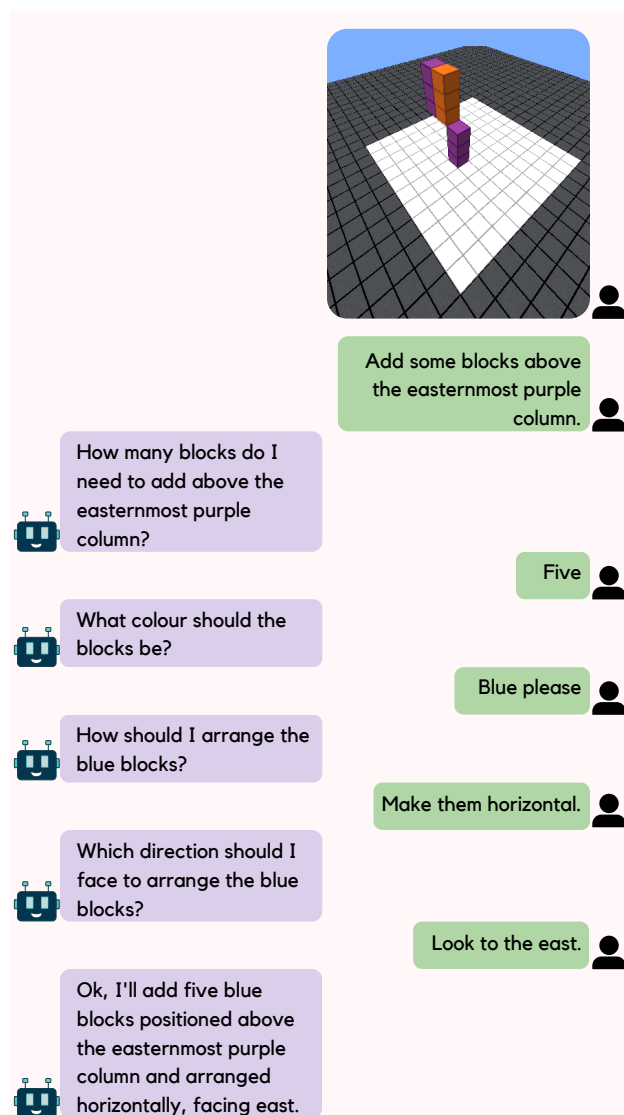 Add some blocks above
the easternmost purple
column.
How many blocks do I
need to add above the
easternmost purple
column?
Five
What colour should the
blocks be?
Blue please
How should I arrange the
blue blocks?
Make them horizontal.
Which direction should I
face to arrange the blue
blocks?
Look to the east.
Ok, I'll add five blue
blocks positioned above
the easternmost purple
column and arranged
horizontally, facing east.